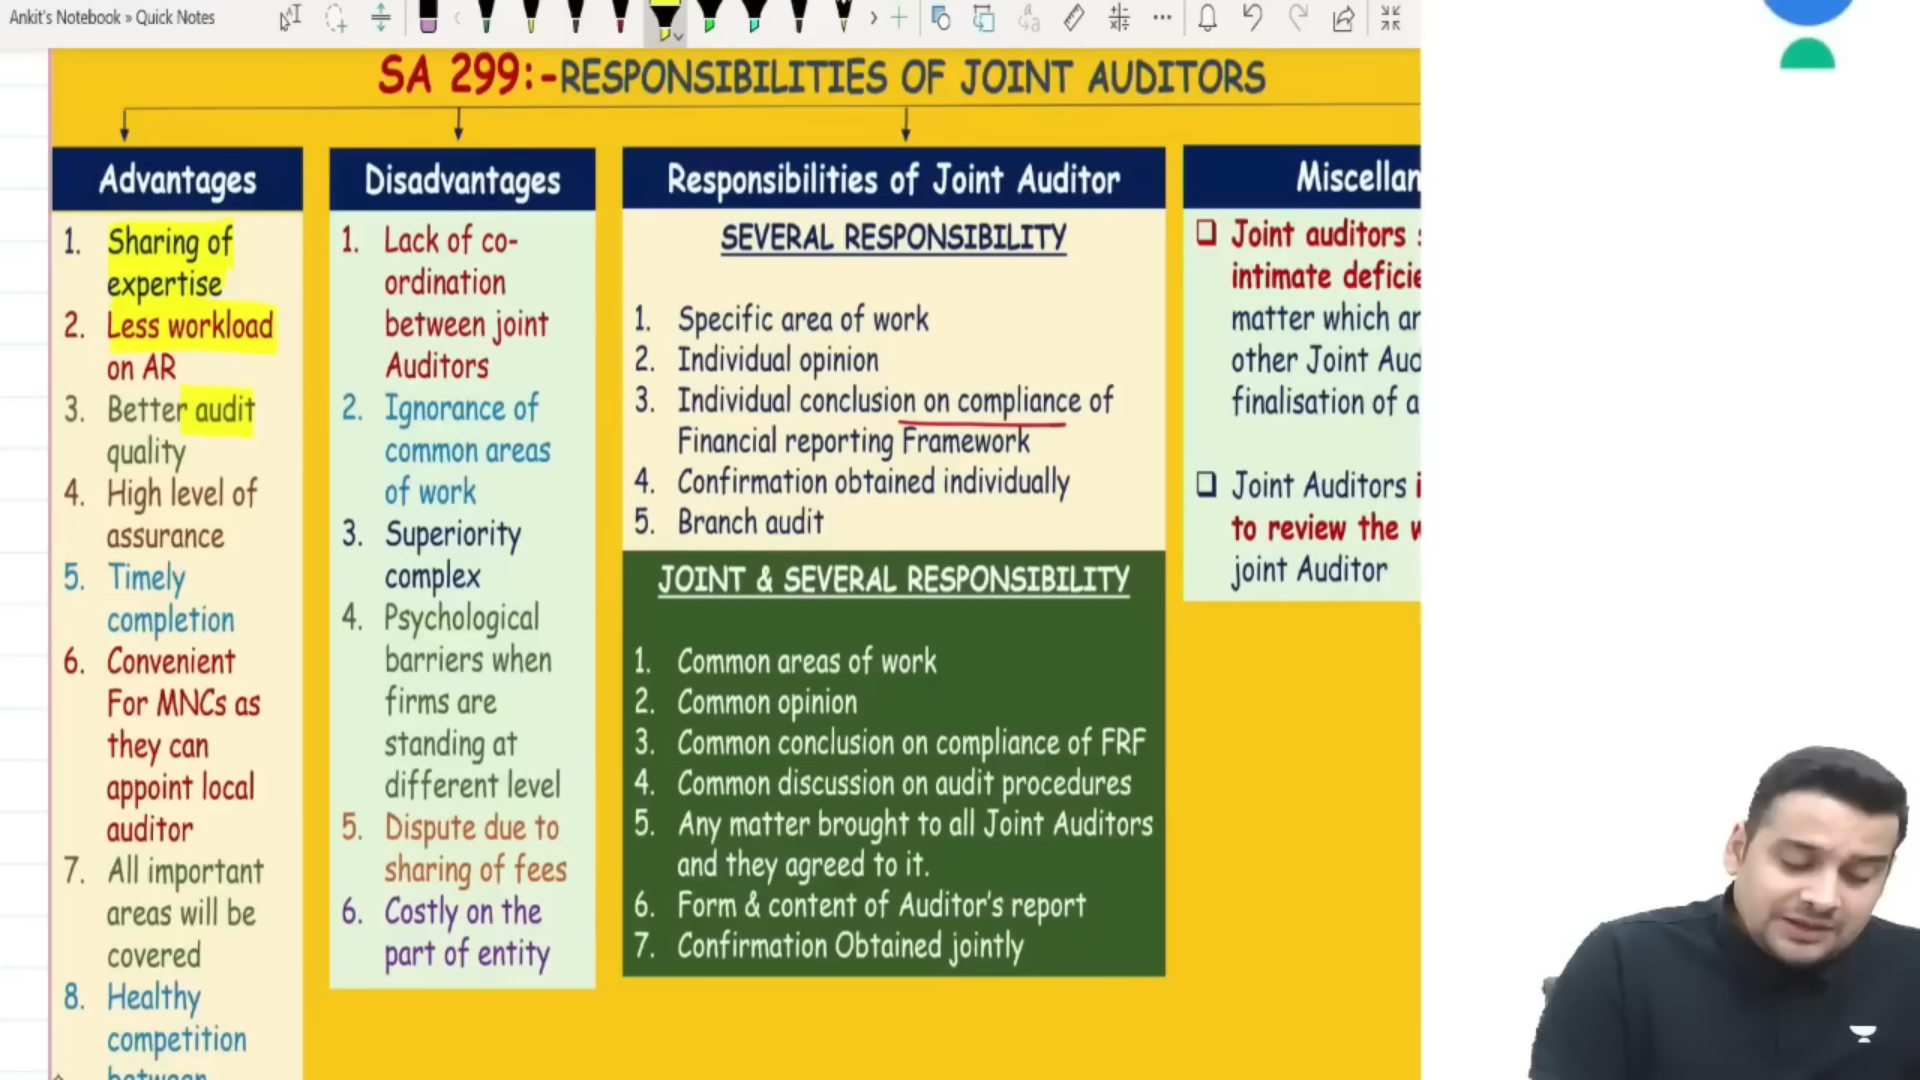 Ankit's Notebook » Quick Notes
SA 299:-RESPONSIBILITIES OF JOINT AUDITORS
Advantages
1. Sharing of
expertise
2. Less workload
on AR
3. Better audit
quality
4. High level of
assurance
5. Timely
completion
6. Convenient
For MNCs as
they can
appoint local
auditor
7. All important
areas will be
covered
8. Healthy
competition
between
Disadvantages
1. Lack of co-
ordination
between joint
Auditors
2. Ignorance of
common areas
of work
3. Superiority
complex
4. Psychological
barriers when
firms are
standing at
different level
5. Dispute due to
sharing of fees
6. Costly on the
part of entity
Responsibilities of Joint Auditor
SEVERAL RESPONSIBILITY
1. Specific area of work
2. Individual opinion
3. Individual conclusion on compliance of
Financial reporting Framework
4. Confirmation obtained individually
5. Branch audit
JOINT & SEVERAL RESPONSIBILITY
1. Common areas of work
2. Common opinion
3. Common conclusion on compliance of FRF
4. Common discussion on audit procedures
5. Any matter brought to all Joint Auditors
and they agreed to it.
6. Form & content of Auditor's report
7. Confirmation Obtained jointly
Miscellan
Joint auditors
intimate defici
matter which ar
other Joint Aud
finalisation of a
Joint Auditors
to review the
joint Auditor